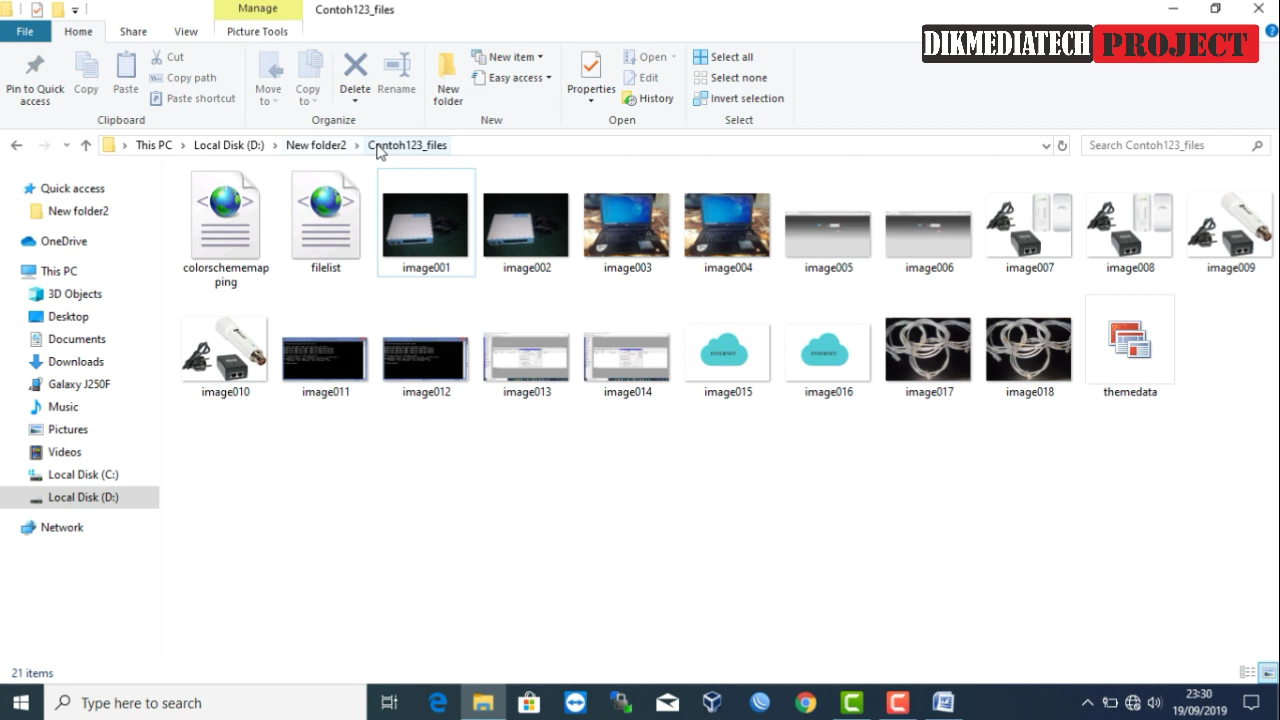 Manage
Contoh123_files
File
Home
Share
View
Picture Tools
DIKMEDIATECH PROJECT
Pin to Quick access
Copy
Paste
Cut
Copy path
Paste shortcut
Clipboard
Move to
Copy to
Delete
Rename
Organize
New folder
New item
Easy access
New
Properties
Open
Edit
History
Open
Select all
Select none
Invert selection
Select
This PC
Local Disk (D:)
New folder2
Contoh123_files
Search Contoh123_files
Quick access
New folder2
OneDrive
This PC
3D Objects
Desktop
Documents
Downloads
Galaxy J250F
Music
Pictures
Videos
Local Disk (C:)
Local Disk (D:)
Network
colorschememap
ping
filelist
image001
image002
image003
image004
image005
image006
image007
image008
image009
INTERNET
INTERNET
image010
image011
image012
image013
image014
image015
image016
image017
image018
themedata
21 items
Type here to search
23:30
19/09/2019